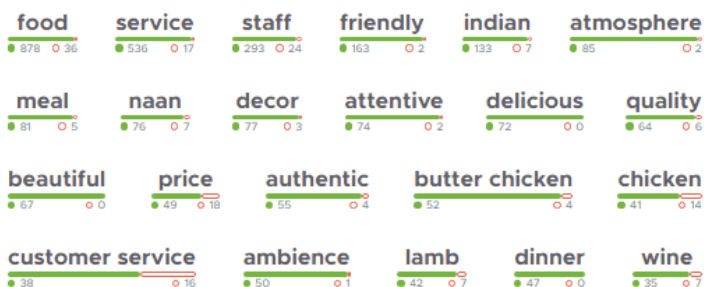 food service staff friendly indian atmosphere
878 36 536 17 293 24 163 2 133 7 85 2
meal naan decor attentive delicious quality
81 5 76 7 77 3 74 2 72 0 64 6
beautiful price authentic butter chicken chicken
67 0 49 18 55 4 52 4 41 14
customer service ambience lamb dinner wine
38 16 50 1 42 7 47 0 35 7